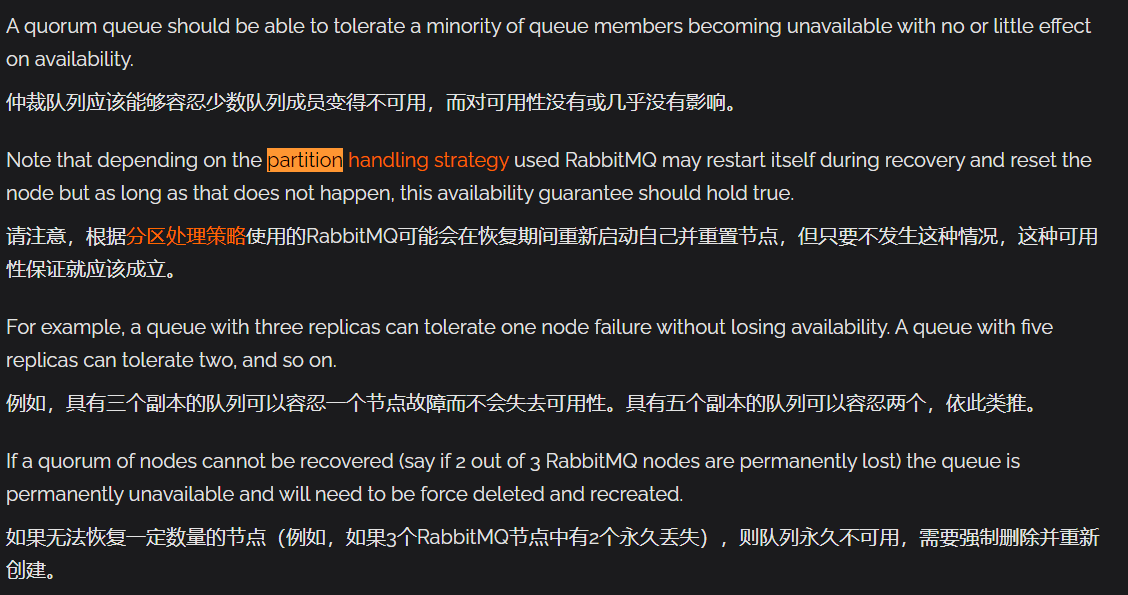 A quorum queue should be able to tolerate a minority of queue members becoming unavailable with no or little effect
on availability.
仲裁队列应该能够容忍少数队列成员变得不可用，而对可用性没有或几乎没有影响。
Note that depending on the partition handling strategy used RabbitMQ may restart itself during recovery and reset the
node but as long as that does not happen, this availability guarantee should hold true.
请注意，根据分区处理策略使用的RabbitMQ可能会在恢复期间重新启动自己并重置节点，但只要不发生这种情况，这种可用
性保证就应该成立。
For example, a queue with three replicas can tolerate one node failure without losing availability. A queue with five
replicas can tolerate two, and so on.
例如，具有三个副本的队列可以容忍一个节点故障而不会失去可用性。具有五个副本的队列可以容忍两个，依此类推。
If a quorum of nodes cannot be recovered (say if 2 out of 3 RabbitMQ nodes are permanently lost) the queue is
permanently unavailable and will need to be force deleted and recreated.
如果无法恢复一定数量的节点（例如，如果3个RabbitMQ节点中有2个永久丢失），则队列永久不可用，需要强制删除并重新
创建。